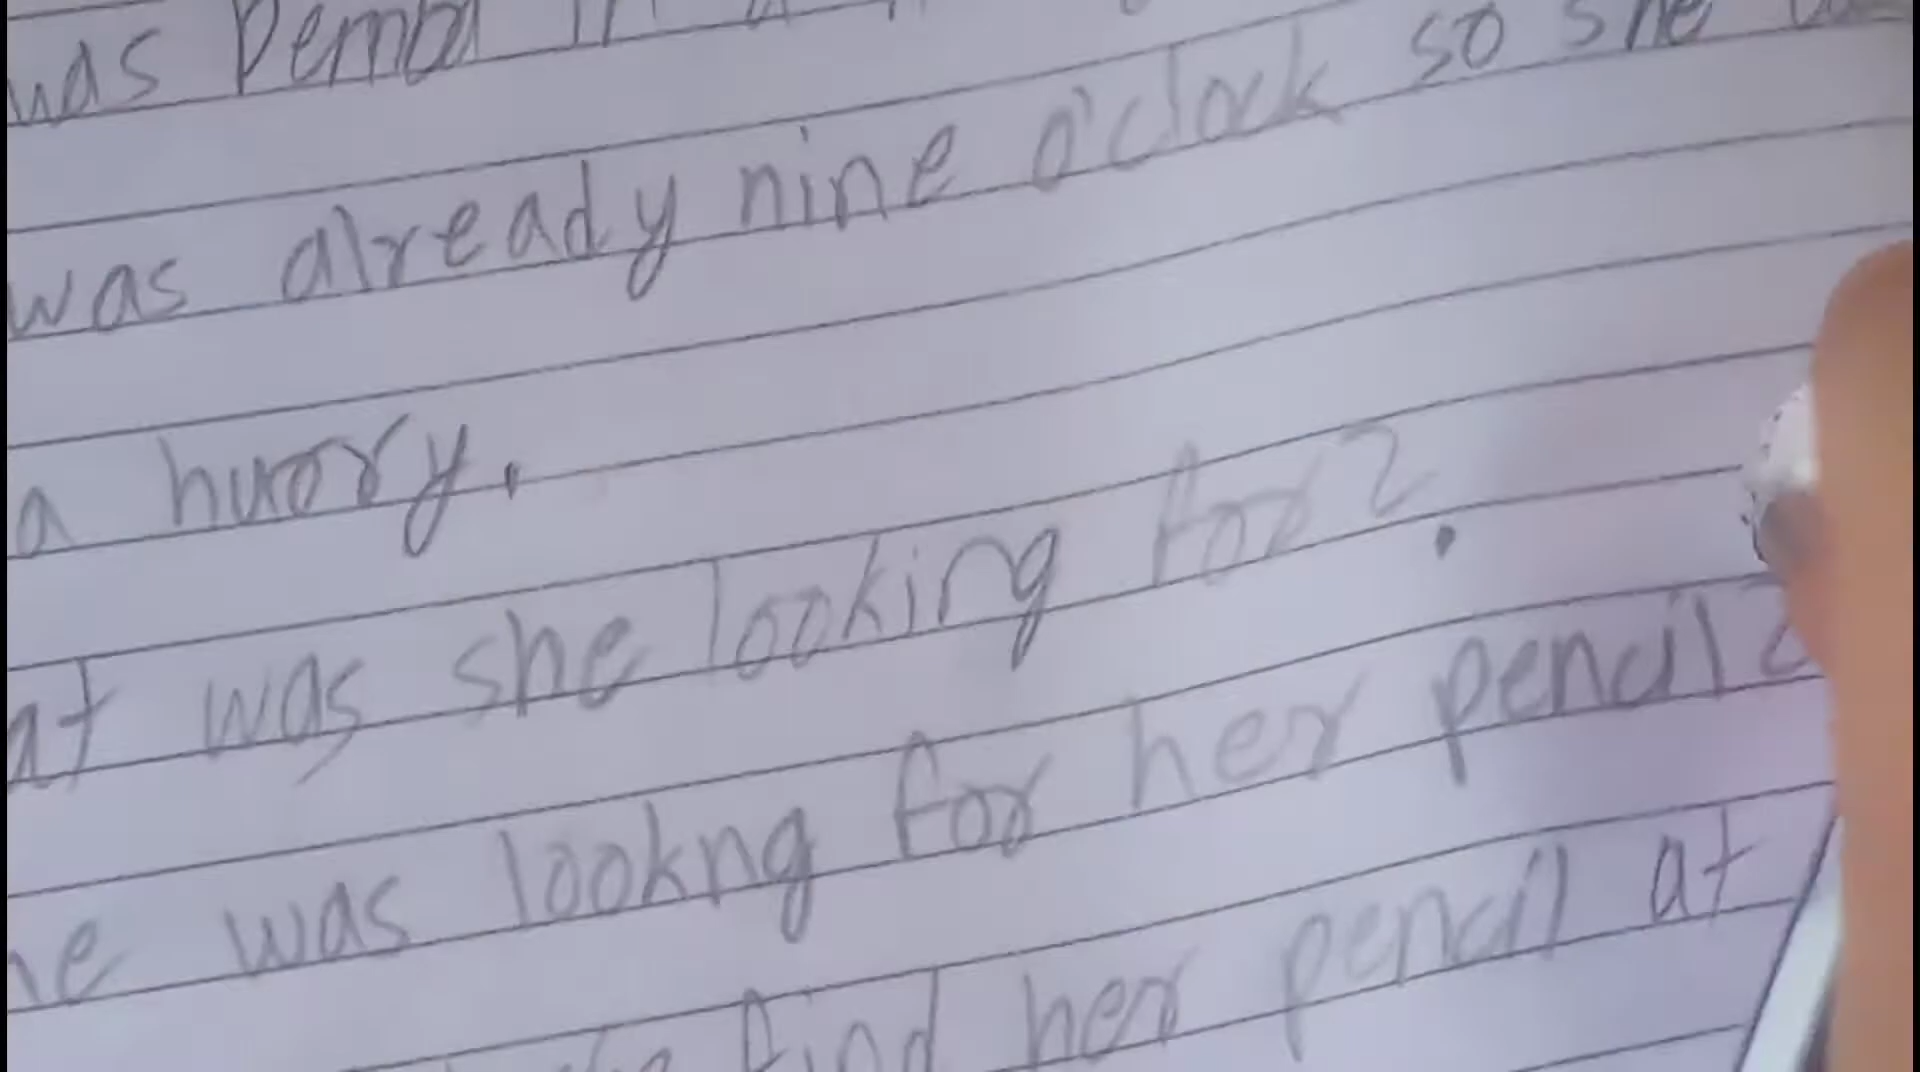 was Pemba
was already nine o'clock so she
a hurry.
at was she looking for?
he was lookng for her pencil
find her pencil at